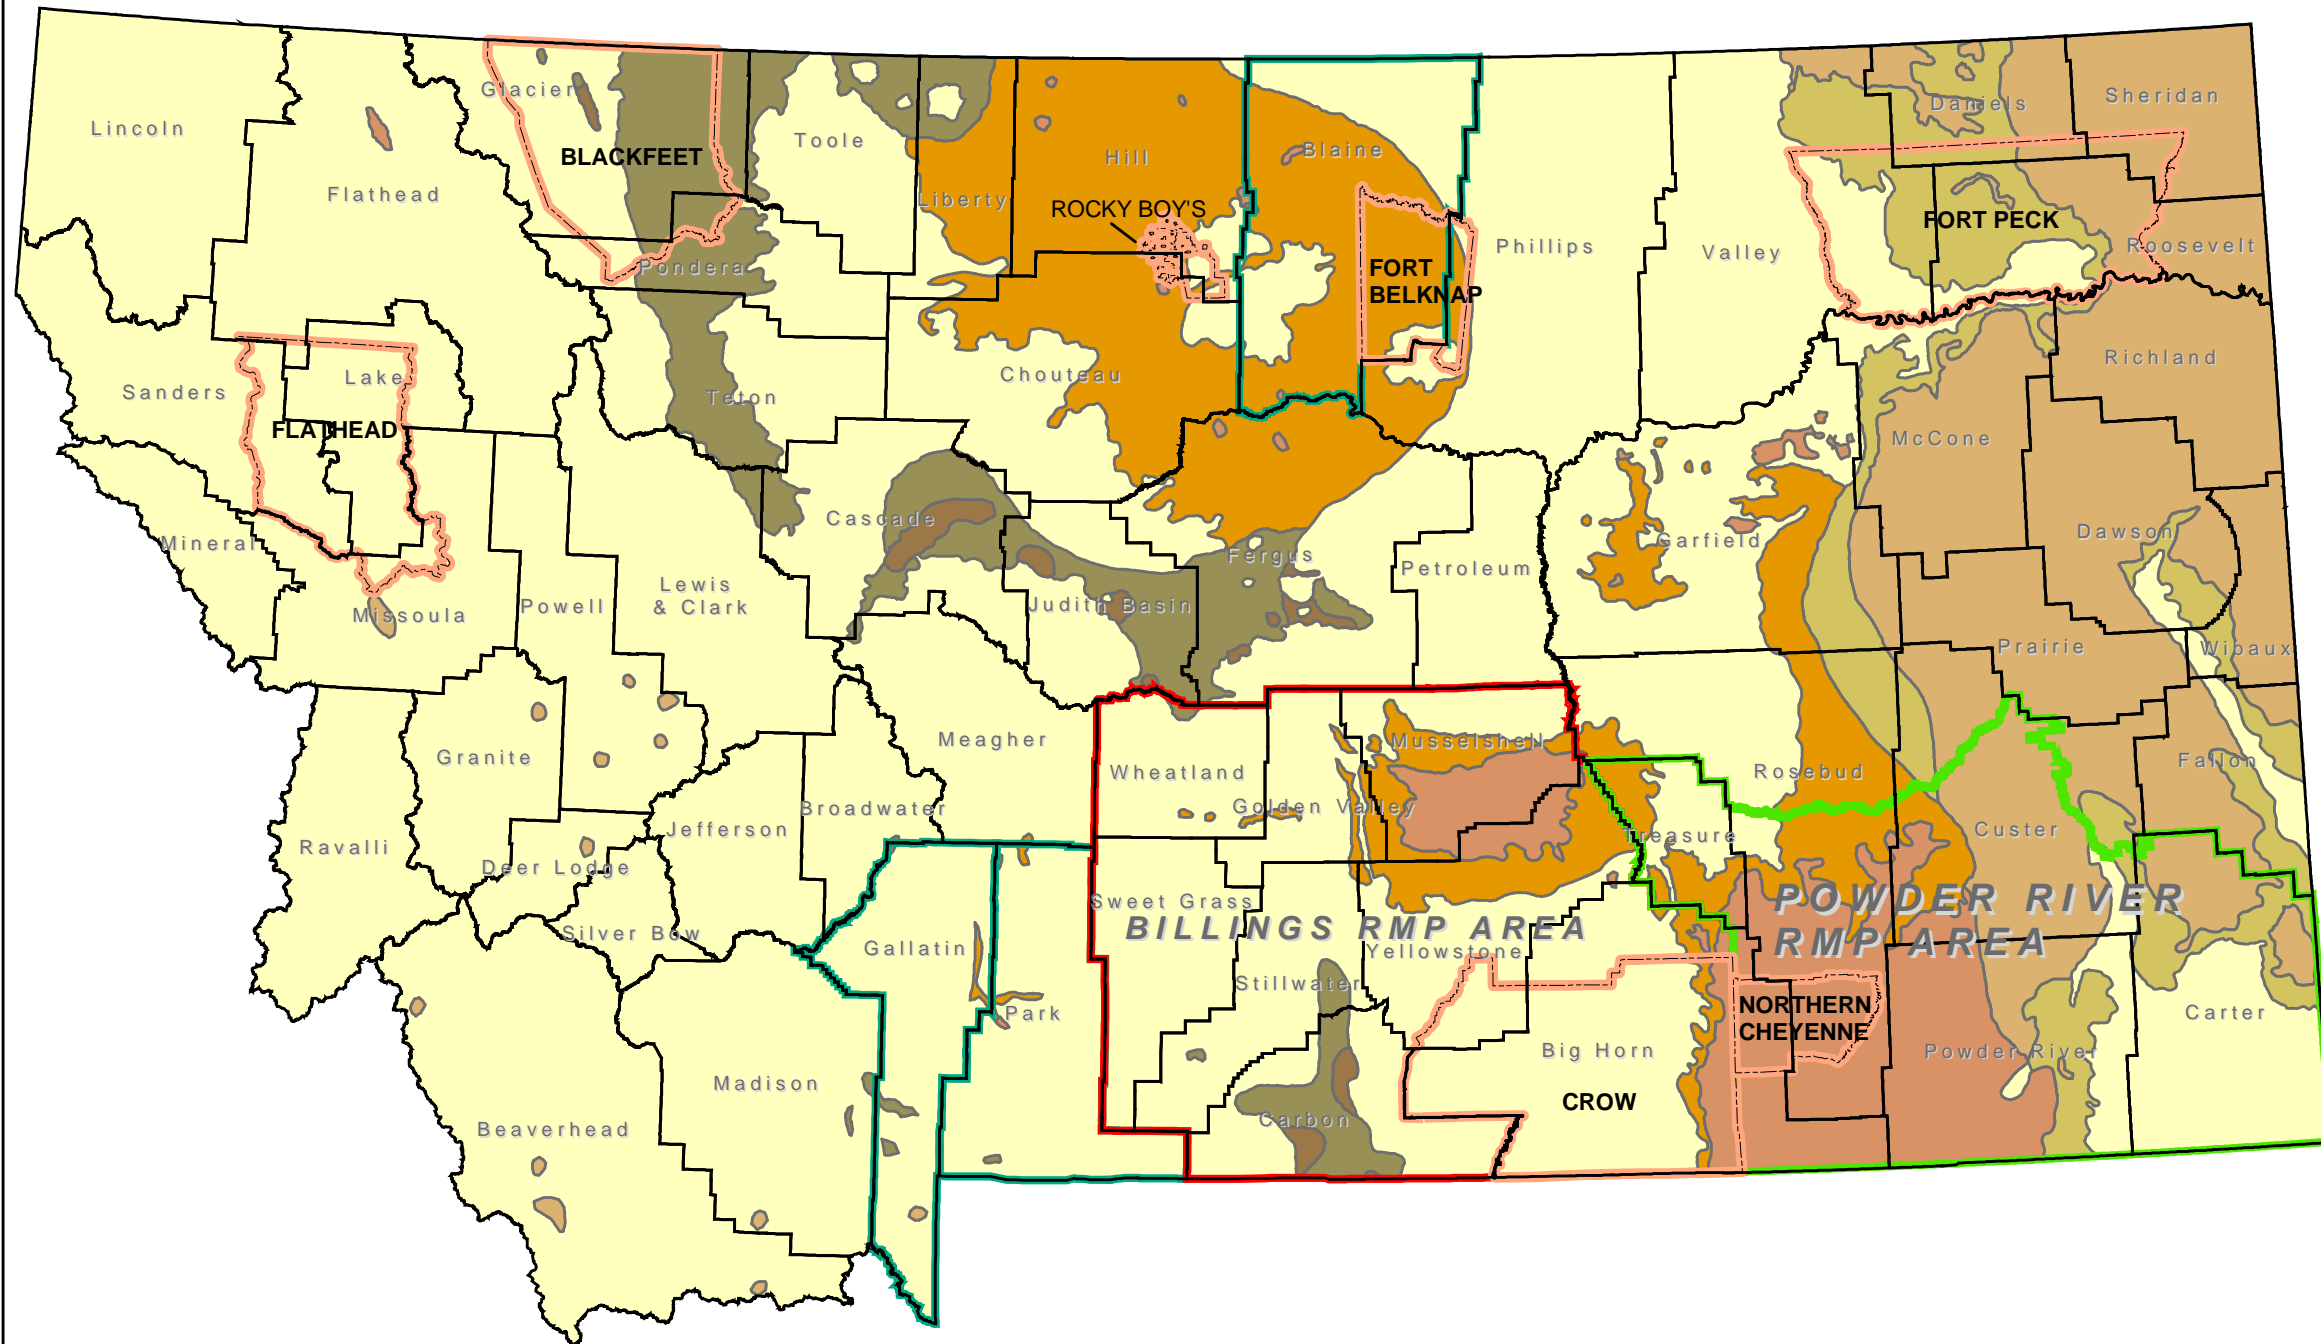 Glacier
Daniels
Sheridan
Lincoln
Toole
Blaine
BLACKFEET
Hill
Flathead
Liberty
ROCKY BOY'S
FORT PECK
Phillips
Valley
Roosevelt
Pondera
FORT
BELKNAP
Richland
Sanders
Lake
Chouteau
Teton
FLATHEAD
McCone
Cascade
Mineral
Garfield
Dawson
Fergus
Petroleum
Lewis
& Clark
Powell
Judith Basin
Missoula
Prairie
Wibaux
Meagher
Musselshell
Granite
Wheatland
Rosebud
Fallon
Broadwater
Golden Valley
Jefferson
Treasure
Custer
Ravalli
Deer Lodge
Sweet Grass
POWDER RIVER
RMP AREA
BILLINGS RMP AREA
Silver Bow
Gallatin
Yellowstone
Stillwater
NORTHERN
CHEYENNE
Park
Carter
Big Horn
Powder River
Madison
CROW
Carbon
Beaverhead